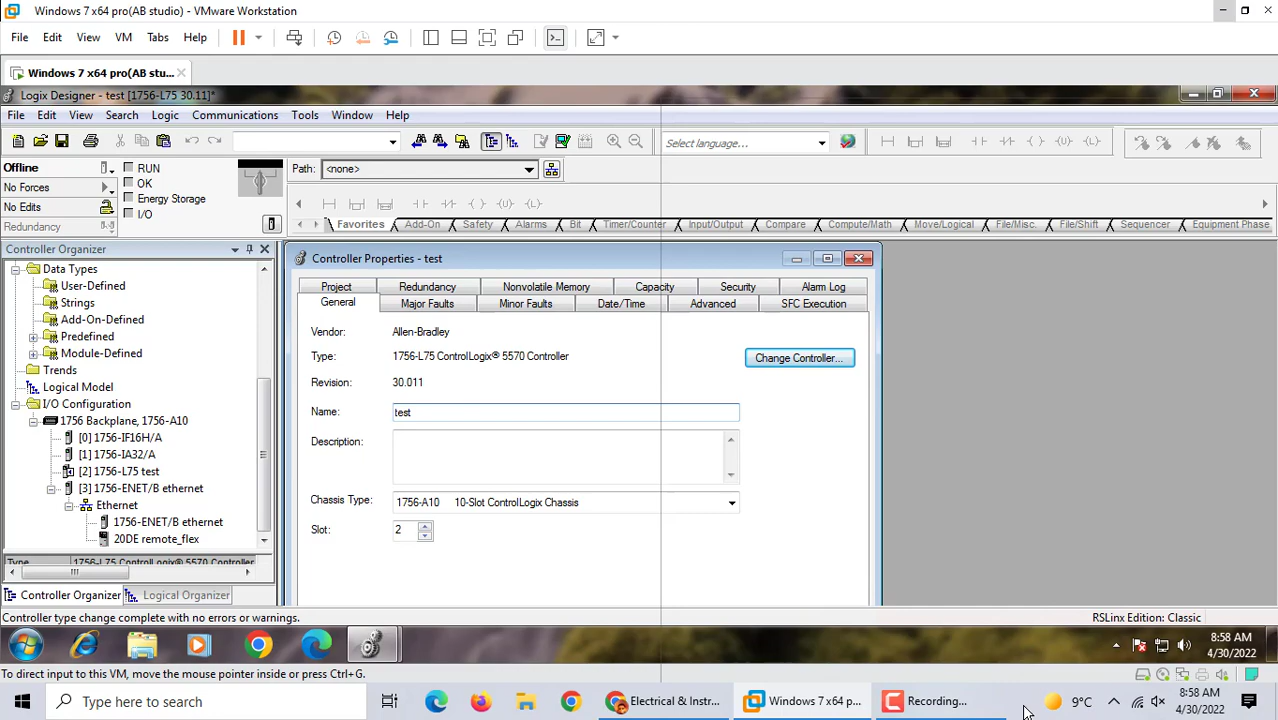 Windows 7 x64 pro(AB studio) - VMware Workstation
File Edit View VM Tabs Help
Windows 7 x64 pro(AB stu...
Logix Designer - test [1756-L75 30.11]*
File Edit View Search Logic Communications Tools Window Help
Select language...
Offline RUN Path: <none>
No Forces OK
No Edits Energy Storage
Redundancy I/O
Favorites Add-On Safety Alarms Bit Timer/Counter Input/Output Compare Compute/Math Move/Logical File/Misc. File/Shift Sequencer Equipment Phase
Controller Organizer
Data Types
User-Defined
Strings
Add-On-Defined
Predefined
Module-Defined
Trends
Logical Model
I/O Configuration
1756 Backplane, 1756-A10
[0] 1756-IF16H/A
[1] 1756-IA32/A
[2] 1756-L75 test
[3] 1756-ENET/B ethernet
Ethernet
1756-ENET/B ethernet
20DE remote_flex
Type 1756-L75 ControlLogix® 5570 Controller
Controller Organizer Logical Organizer
Controller Properties - test
Project Redundancy Nonvolatile Memory Capacity Security Alarm Log
General Major Faults Minor Faults Date/Time Advanced SFC Execution
Vendor: Allen-Bradley
Type: 1756-L75 ControlLogix® 5570 Controller
Change Controller...
Revision: 30.011
Name: test
Description:
Chassis Type: 1756-A10 10-Slot ControlLogix Chassis
Slot: 2
Controller type change complete with no errors or warnings.
RSLinx Edition: Classic
8:58 AM
4/30/2022
To direct input to this VM, move the mouse pointer inside or press Ctrl+G.
Type here to search
Electrical & Instr...
Windows 7 x64 p...
Recording...
9°C
8:58 AM
4/30/2022